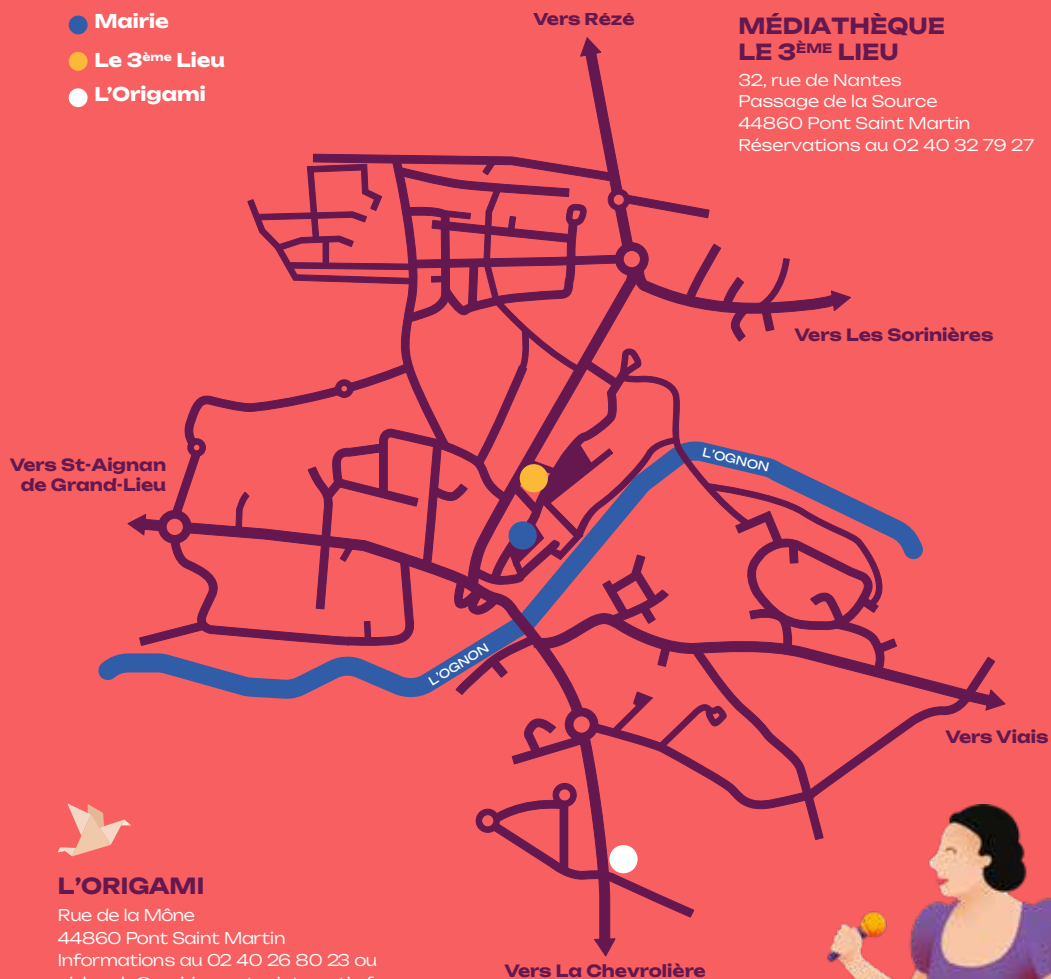 Mairie
Le 3ème Lieu
L'Origami
Vers Rézé
MÉDIATHÈQUE
LE 3ÈME LIEU
32, rue de Nantes
Passage de la Source
44860 Pont Saint Martin
Réservations au 02 40 32 79 27
Vers Les Sorinières
Vers St-Aignan
de Grand-Lieu
L'OGNON
L'OGNON
Vers Viais
L'ORIGAMI
Rue de la Mône
44860 Pont Saint Martin
Informations au 02 40 26 80 23 ou
Vers La Chevrolière